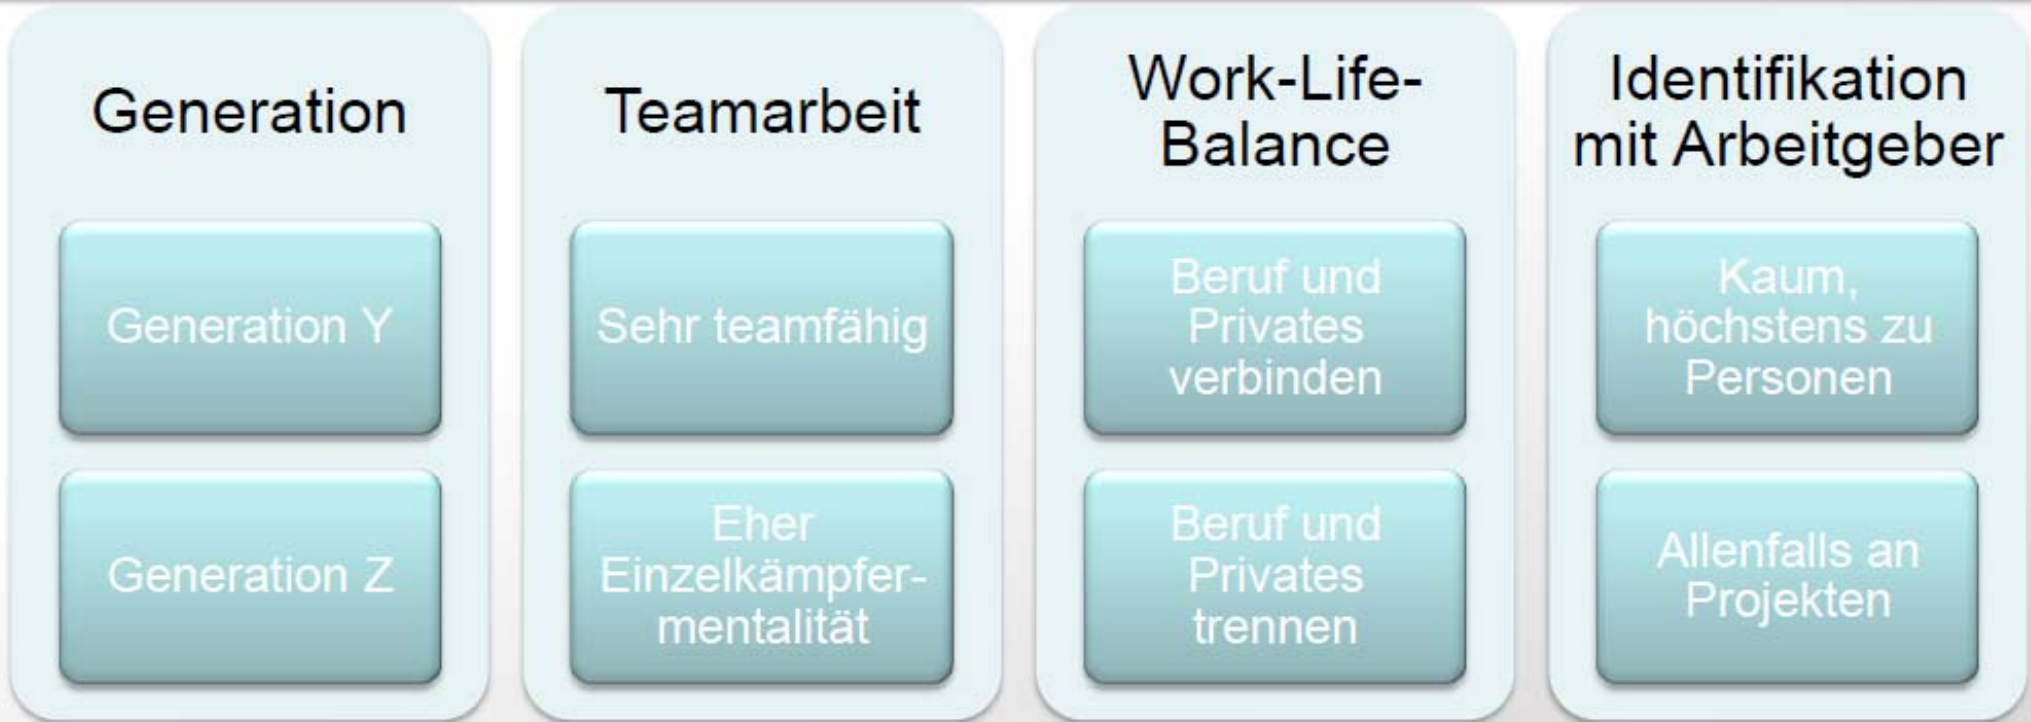 Generation
Generation Y
Generation Z
Teamarbeit
Sehr teamfähig
Eher
Einzelkämpfer-
mentalität
Work-Life-
Balance
Beruf und
Privates
verbinden
Beruf und
Privates
trennen
Identifikation
mit Arbeitgeber
Kaum,
höchstens zu
Personen
Allenfalls an
Projekten